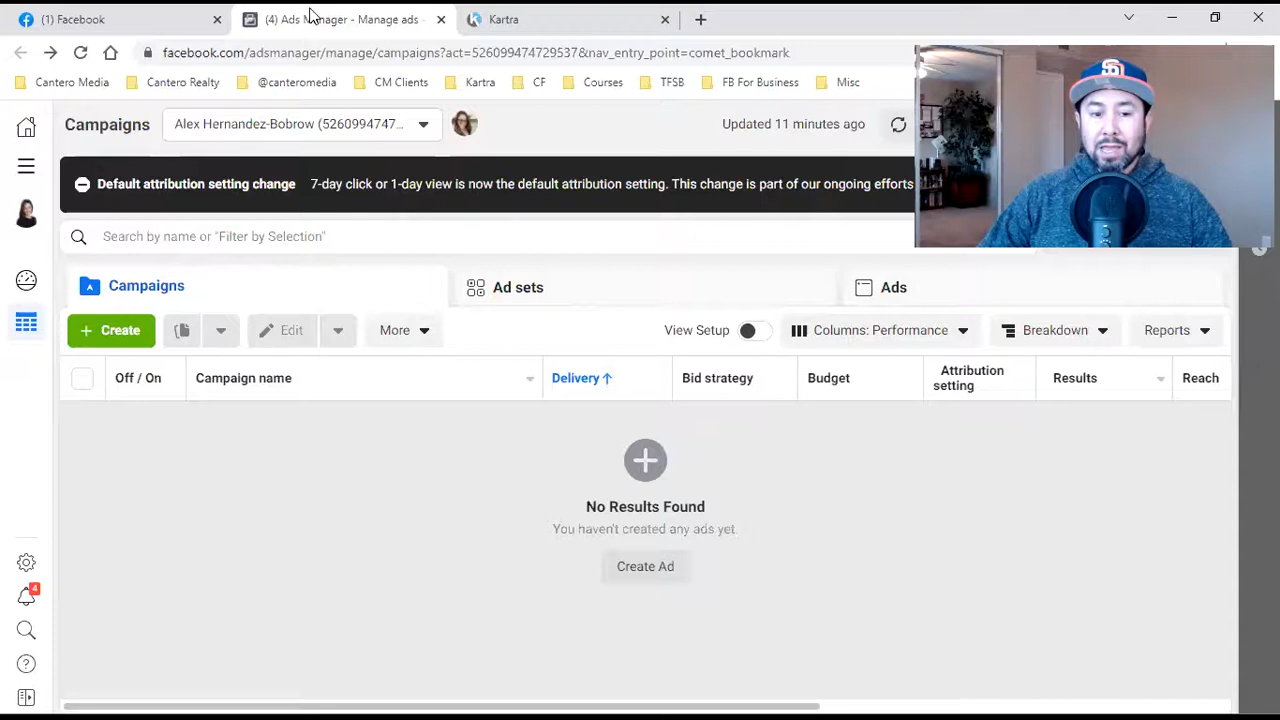 (1) Facebook
(4) Ads Manager - Manage ads -
Kartra
facebook.com/adsmanager/manage/campaigns?act=526099474729537&nav_entry_point=comet_bookmark
Cantero Media
Cantero Realty
@canteromedia
CM Clients
Kartra
CF
Courses
TFSB
FB For Business
Misc
Campaigns
Alex Hernandez-Bobrow (5260994747...
Updated 11 minutes ago
Default attribution setting change 7-day click or 1-day view is now the default attribution setting. This change is part of our ongoing efforts
Search by name or "Filter by Selection"
Campaigns
Ad sets
Ads
+ Create
Edit
More
View Setup
Columns: Performance
Breakdown
Reports
Off / On
Campaign name
Delivery ↑
Bid strategy
Budget
Attribution
setting
Results
Reach
No Results Found
You haven't created any ads yet.
Create Ad
4
SD